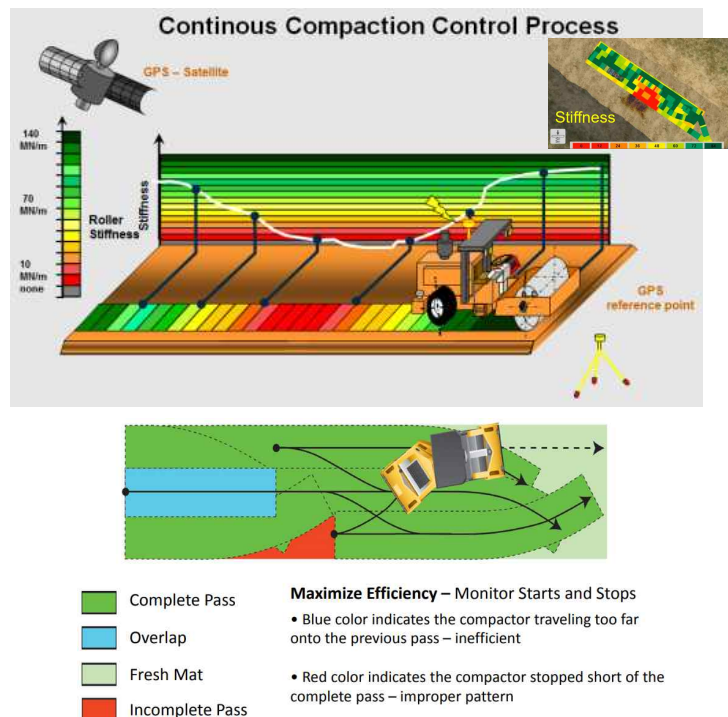 Continous Compaction Control Process
GPS – Satellite
Stiffness
140
MN/m
70
MN/m
Roller
Stiffness
10
MN/m
none
Stiffness
GPS
reference point
Complete Pass
Overlap
Fresh Mat
Incomplete Pass
Maximize Efficiency – Monitor Starts and Stops
• Blue color indicates the compactor traveling too far
onto the previous pass – inefficient
• Red color indicates the compactor stopped short of the
complete pass – improper pattern